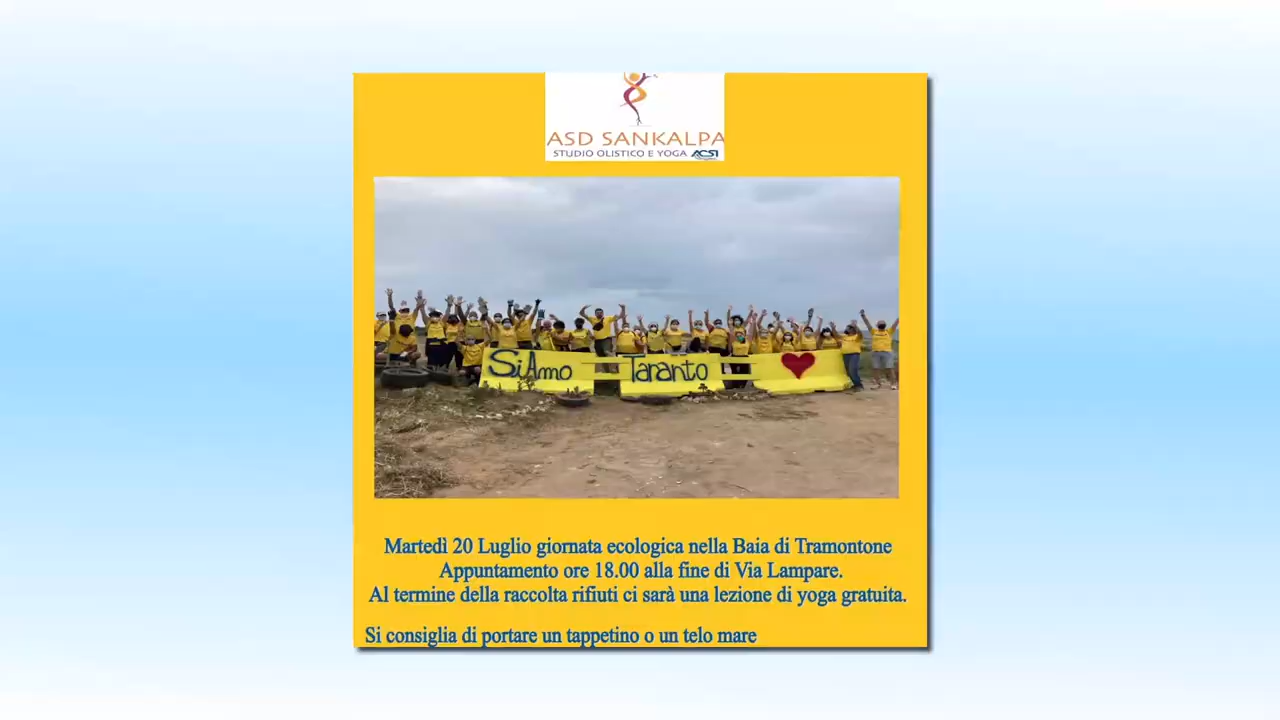 ASD SANKALPA
STUDIO OLISTICO E YOGA ACSI
SiAmo Taranto
Martedì 20 Luglio giornata ecologica nella Baia di Tramontone
Appuntamento ore 18.00 alla fine di Via Lampare.
Al termine della raccolta rifiuti ci sarà una lezione di yoga gratuita.
Si consiglia di portare un tappetino o un telo mare